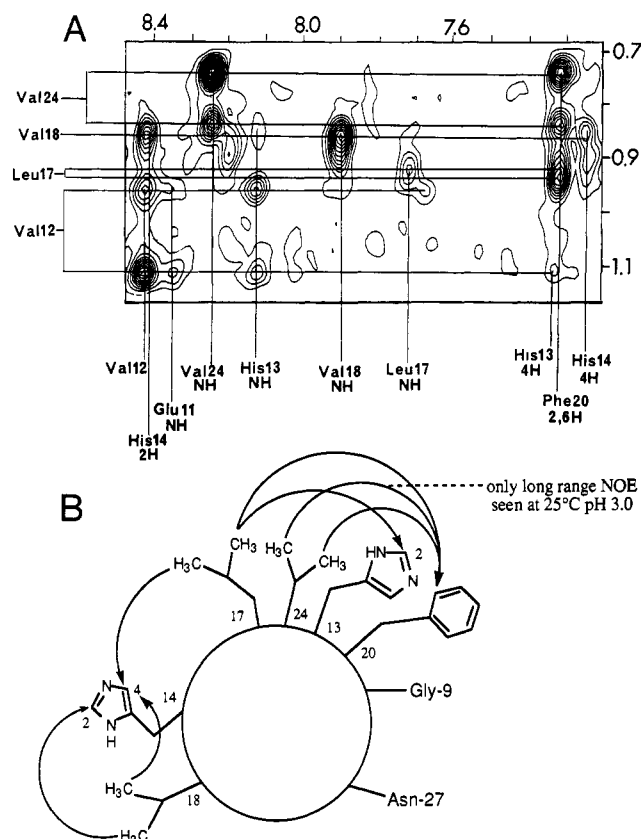 A
8.4 8.0 7.6
0.7
Val24
Val18
0.9
Leu17
Val12
1.1
Val12
His14
2H
Glu11
NH
Val24
NH
His13
NH
Val18
NH
Leu17
NH
His13
4H
Phe20
2,6H
His14
4H
B
only long range NOE
seen at 25°C pH 3.0
H₃C
CH₃
H₃C
CH₃
HN
2
N
17
24
13
20
Gly-9
N
4
14
2
N
H
H₃C
18
H₃C
Asn-27